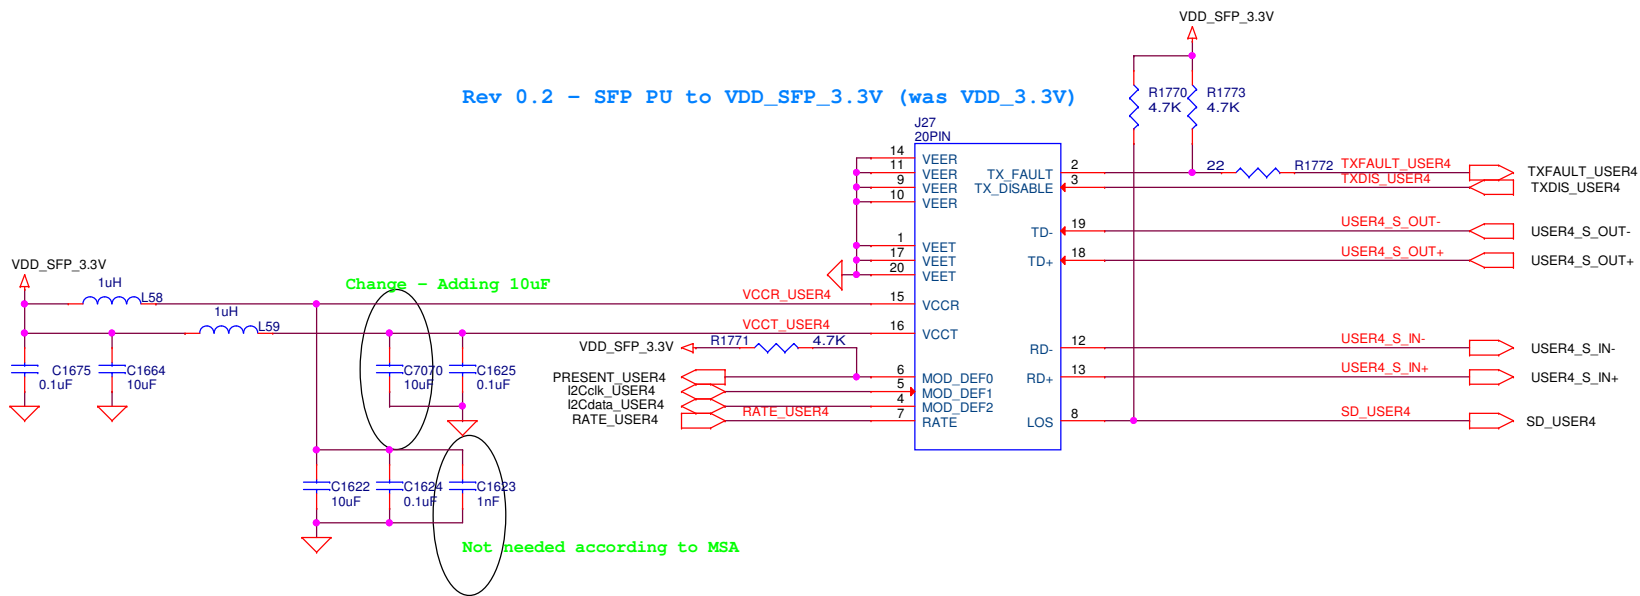 VDD_SFP_3.3V
Rev 0.2 - SFP PU to VDD_SFP_3.3V (was VDD_3.3V)
R1770
4.7K
R1773
4.7K
J27
20PIN
14 VEER
11 VEER
9 VEER
10 VEER
1 VEET
17 VEET
20 VEET
15 VCCR
16 VCCT
6 MOD_DEF0
5 MOD_DEF1
4 MOD_DEF2
7 RATE
TX_FAULT 2
TX_DISABLE 3
TD- 19
TD+ 18
RD- 12
RD+ 13
LOS 8
22 R1772
TXFAULT_USER4 TXFAULT_USER4
TXDIS_USER4 TXDIS_USER4
USER4_S_OUT- USER4_S_OUT-
USER4_S_OUT+ USER4_S_OUT+
USER4_S_IN- USER4_S_IN-
USER4_S_IN+ USER4_S_IN+
SD_USER4 SD_USER4
VDD_SFP_3.3V
1uH
L58
1uH
L59
Change - Adding 10uF
VCCR_USER4
VCCT_USER4
VDD_SFP_3.3V
R1771 4.7K
PRESENT_USER4
I2Cclk_USER4
I2Cdata_USER4
RATE_USER4 RATE_USER4
C1675
0.1uF
C1664
10uF
C7070
10uF
C1625
0.1uF
C1622
10uF
C1624
0.1uF
C1623
1nF
Not needed according to MSA